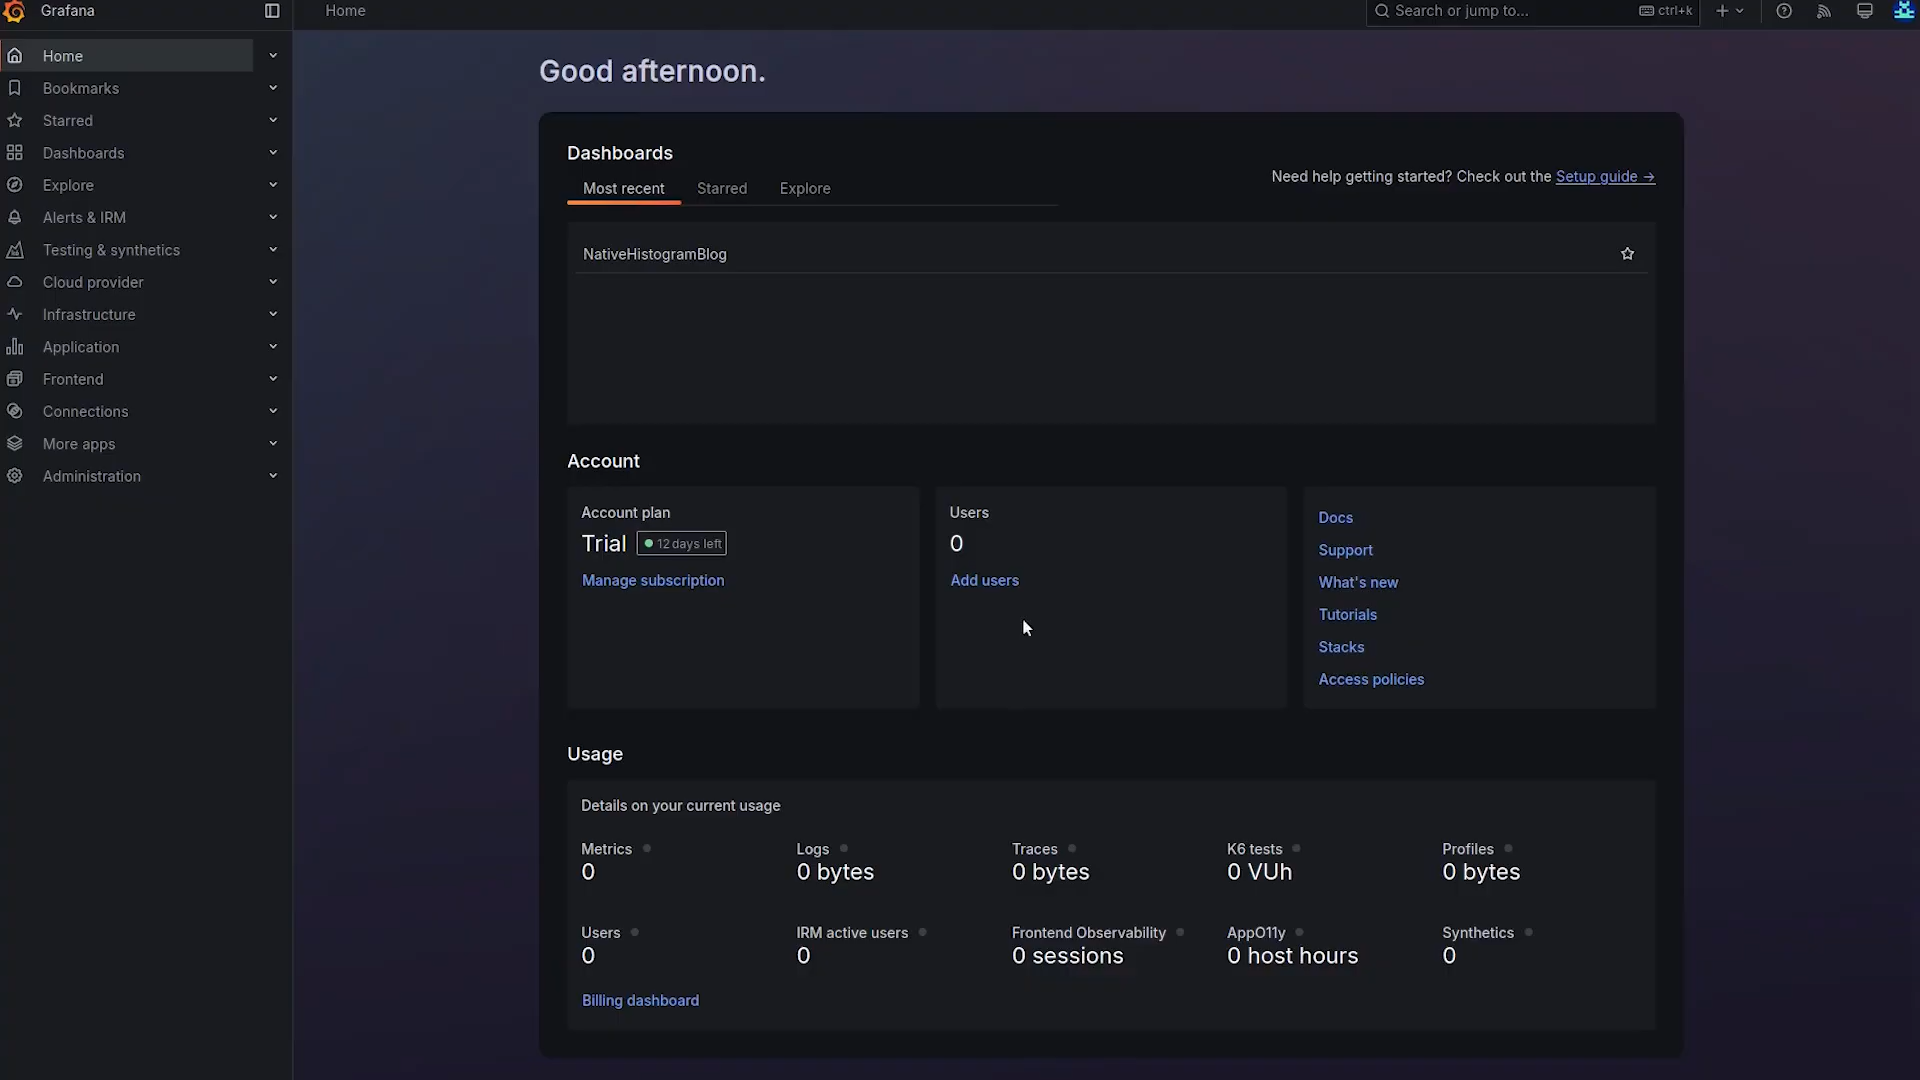 Grafana
Home
Search or jump to...
ctrl+k
Home
Bookmarks
Starred
Dashboards
Explore
Alerts & IRM
Testing & synthetics
Cloud provider
Infrastructure
Application
Frontend
Connections
More apps
Administration
Good afternoon.
Dashboards
Most recent
Starred
Explore
Need help getting started? Check out the Setup guide →
NativeHistogramBlog
Account
Account plan
Trial
12 days left
Manage subscription
Users
0
Add users
Docs
Support
What's new
Tutorials
Stacks
Access policies
Usage
Details on your current usage
Metrics
0
Logs
0 bytes
Traces
0 bytes
K6 tests
0 VUh
Profiles
0 bytes
Users
0
IRM active users
0
Frontend Observability
0 sessions
AppO11y
0 host hours
Synthetics
0
Billing dashboard